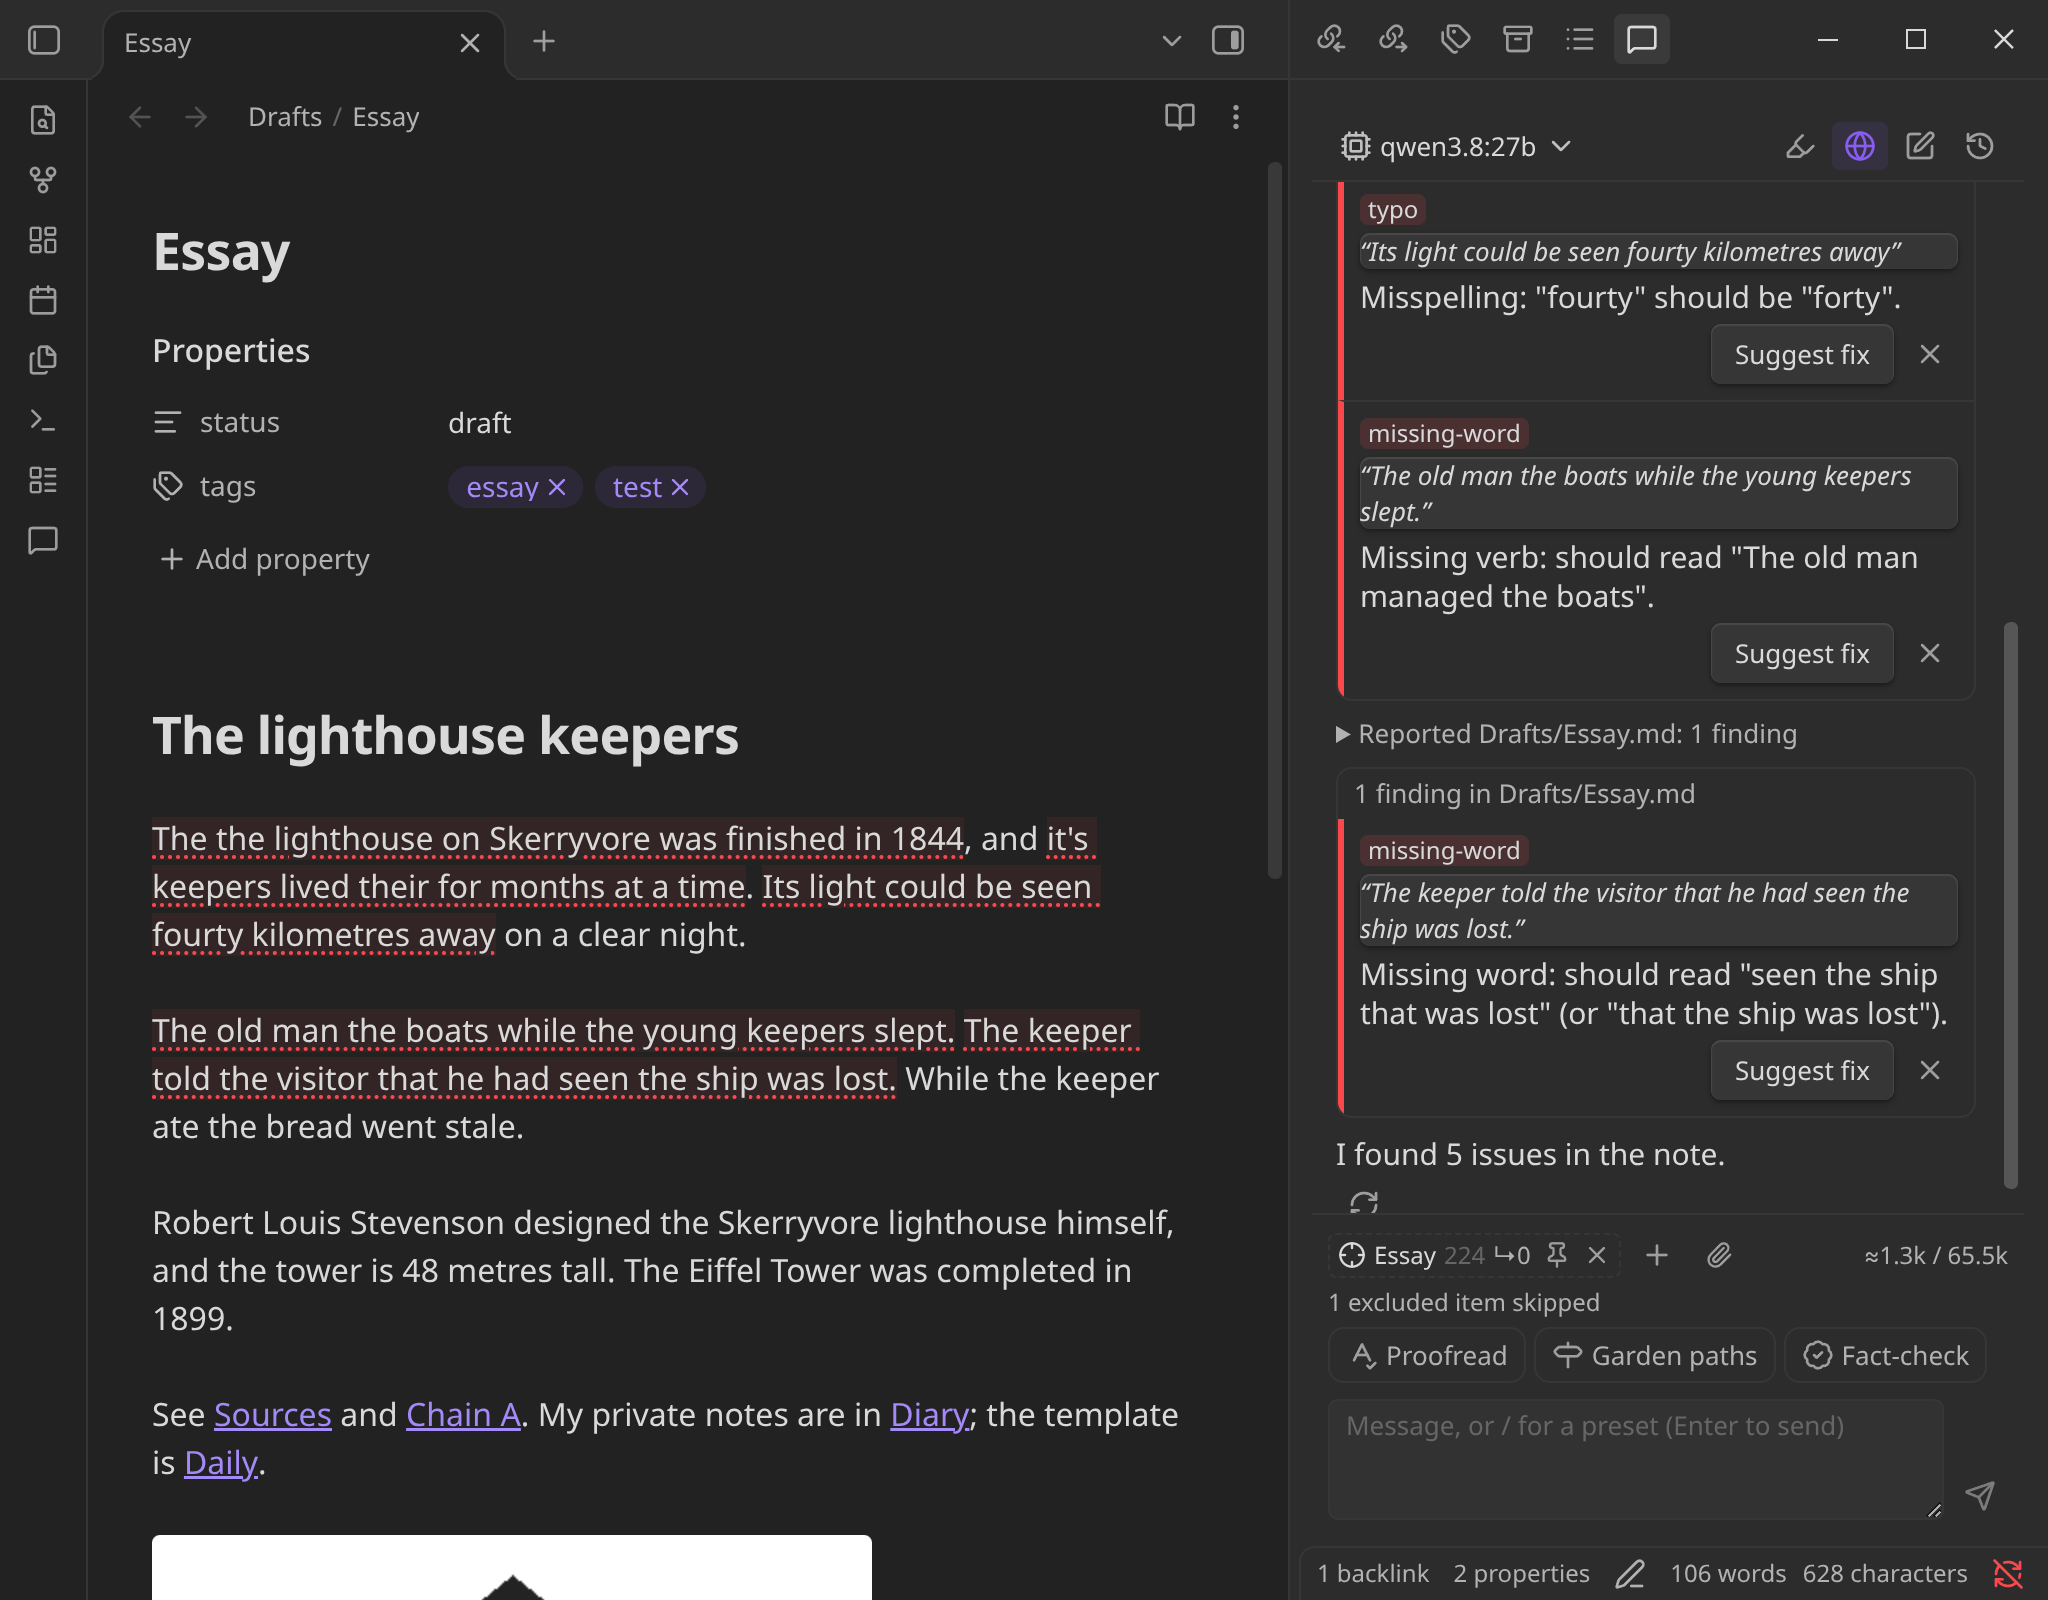 Essay
Drafts / Essay
Essay
Properties
status draft
tags essay test
Add property
The lighthouse keepers
The the lighthouse on Skerryvore was finished in 1844, and it's
keepers lived their for months at a time. Its light could be seen
fourty kilometres away on a clear night.
The old man the boats while the young keepers slept. The keeper
told the visitor that he had seen the ship was lost. While the keeper
ate the bread went stale.
Robert Louis Stevenson designed the Skerryvore lighthouse himself,
and the tower is 48 metres tall. The Eiffel Tower was completed in
1899.
See Sources and Chain A. My private notes are in Diary; the template
is Daily.
qwen3.8:27b
typo
“Its light could be seen fourty kilometres away”
Misspelling: "fourty" should be "forty".
Suggest fix
missing-word
“The old man the boats while the young keepers
slept.”
Missing verb: should read "The old man
managed the boats".
Suggest fix
Reported Drafts/Essay.md: 1 finding
1 finding in Drafts/Essay.md
missing-word
“The keeper told the visitor that he had seen the
ship was lost.”
Missing word: should read "seen the ship
that was lost" (or "that the ship was lost").
Suggest fix
I found 5 issues in the note.
Essay 224 ↳0 ≈1.3k / 65.5k
1 excluded item skipped
Proofread Garden paths Fact-check
Message, or / for a preset (Enter to send)
1 backlink 2 properties 106 words 628 characters